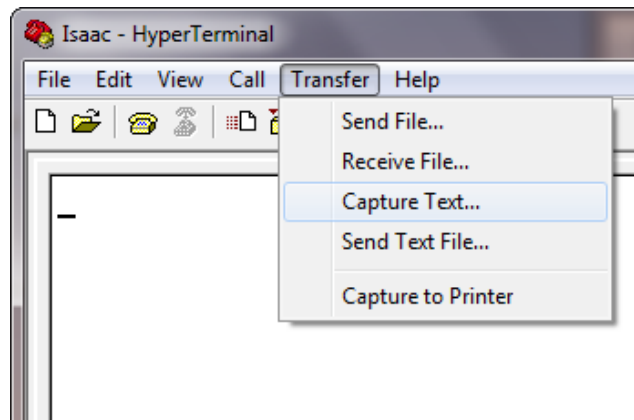 Isaac - HyperTerminal
File Edit View Call Transfer Help
Send File...
Receive File...
Capture Text...
Send Text File...
Capture to Printer